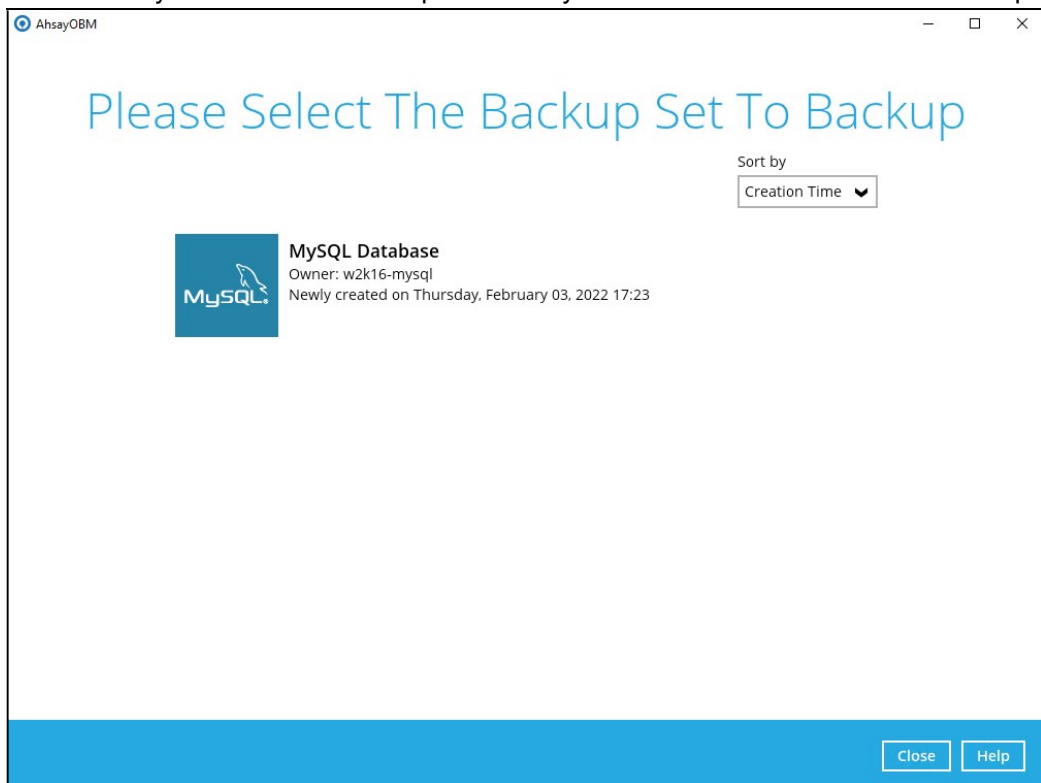 AhsayOBM
Please Select The Backup Set To Backup
Sort by
Creation Time
MySQL Database
Owner: w2k16-mysql
Newly created on Thursday, February 03, 2022 17:23
MySQL®
Close Help